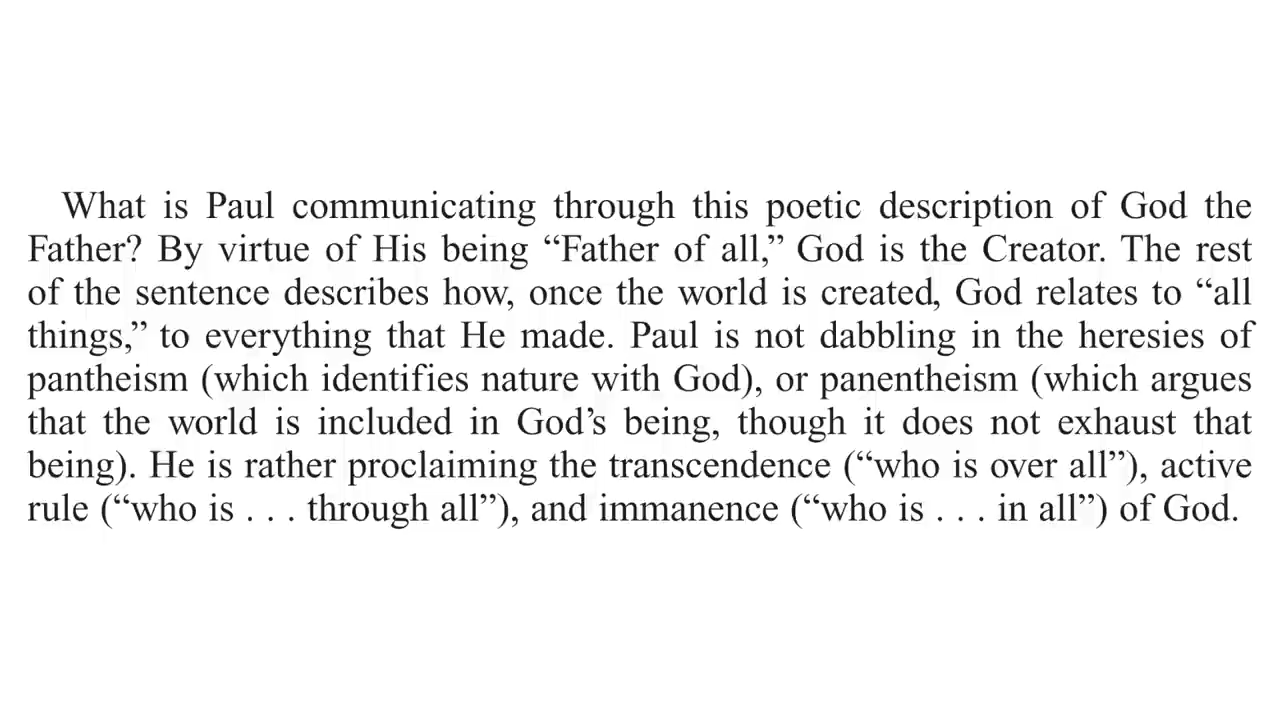 What is Paul communicating through this poetic description of God the
Father? By virtue of His being “Father of all,” God is the Creator. The rest
of the sentence describes how, once the world is created, God relates to “all
things,” to everything that He made. Paul is not dabbling in the heresies of
pantheism (which identifies nature with God), or panentheism (which argues
that the world is included in God’s being, though it does not exhaust that
being). He is rather proclaiming the transcendence (“who is over all”), active
rule (“who is . . . through all”), and immanence (“who is . . . in all”) of God.